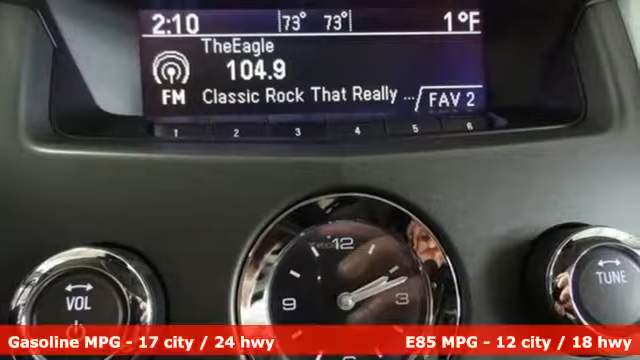 2:10 73° 73° 1°F
TheEagle
104.9
FM Classic Rock That Really ... FAV 2
1 2 3 4 5 6
12
9 3
VOL
TUNE
Gasoline MPG - 17 city / 24 hwy E85 MPG - 12 city / 18 hwy